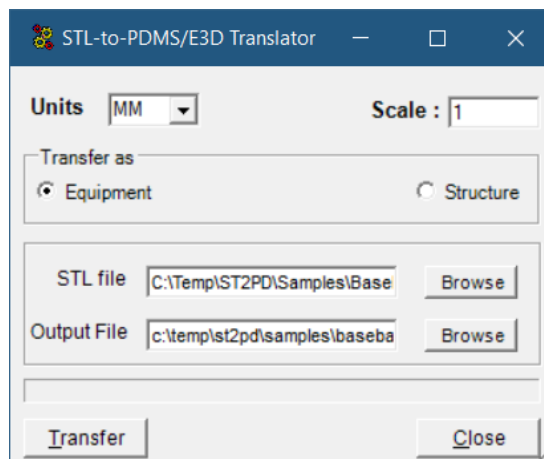 STL-to-PDMS/E3D Translator
Units MM Scale : 1
Transfer as
Equipment Structure
STL file C:\Temp\ST2PD\Samples\Base Browse
Output File c:\temp\st2pd\samples\baseba Browse
Transfer Close